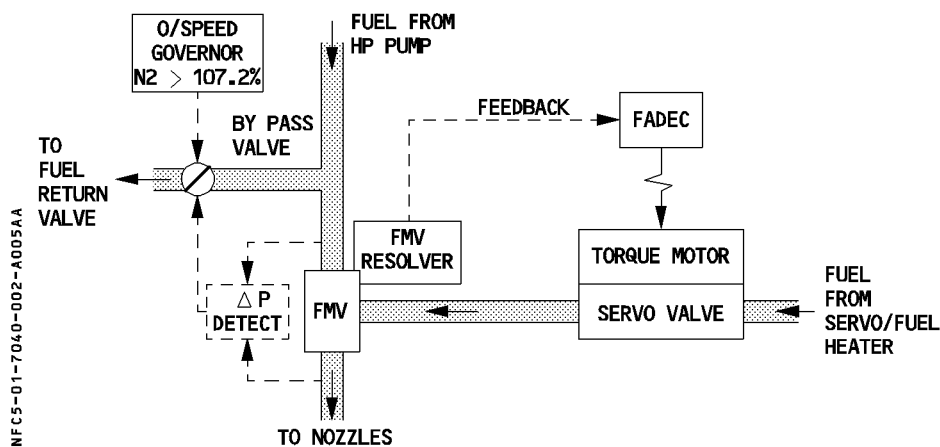 O/SPEED
GOVERNOR
N2 > 107.2%
FUEL FROM
HP PUMP
BY PASS
VALVE
FEEDBACK
FADEC
TO
FUEL
RETURN
VALVE
FMV
RESOLVER
TORQUE MOTOR
△ P
DETECT
FMV
SERVO VALVE
FUEL
FROM
SERVO/FUEL
HEATER
TO NOZZLES
NFC5-01-7040-002-A005AA